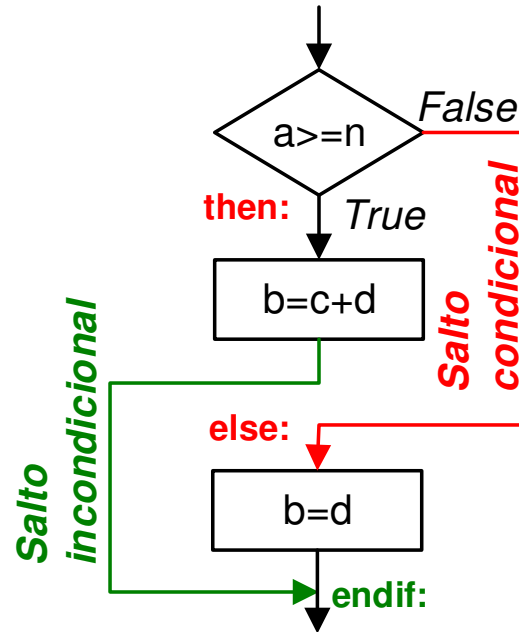 False
a>=n
then:
True
b=c+d
Salto
condicional
Salto
incondicional
else:
b=d
endif: